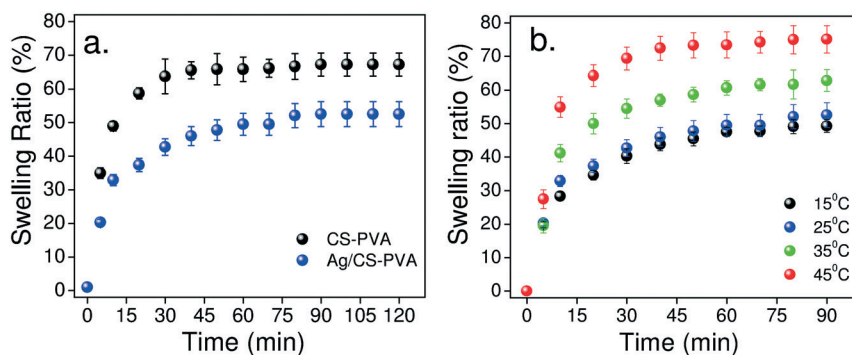 a.
Swelling Ratio (%)
80
70
60
50
40
30
20
10
0
CS-PVA
Ag/CS-PVA
0 15 30 45 60 75 90 105 120
Time (min)
b.
Swelling ratio (%)
80
70
60
50
40
30
20
10
0
15⁰C
25⁰C
35⁰C
45⁰C
0 15 30 45 60 75 90
Time (min)